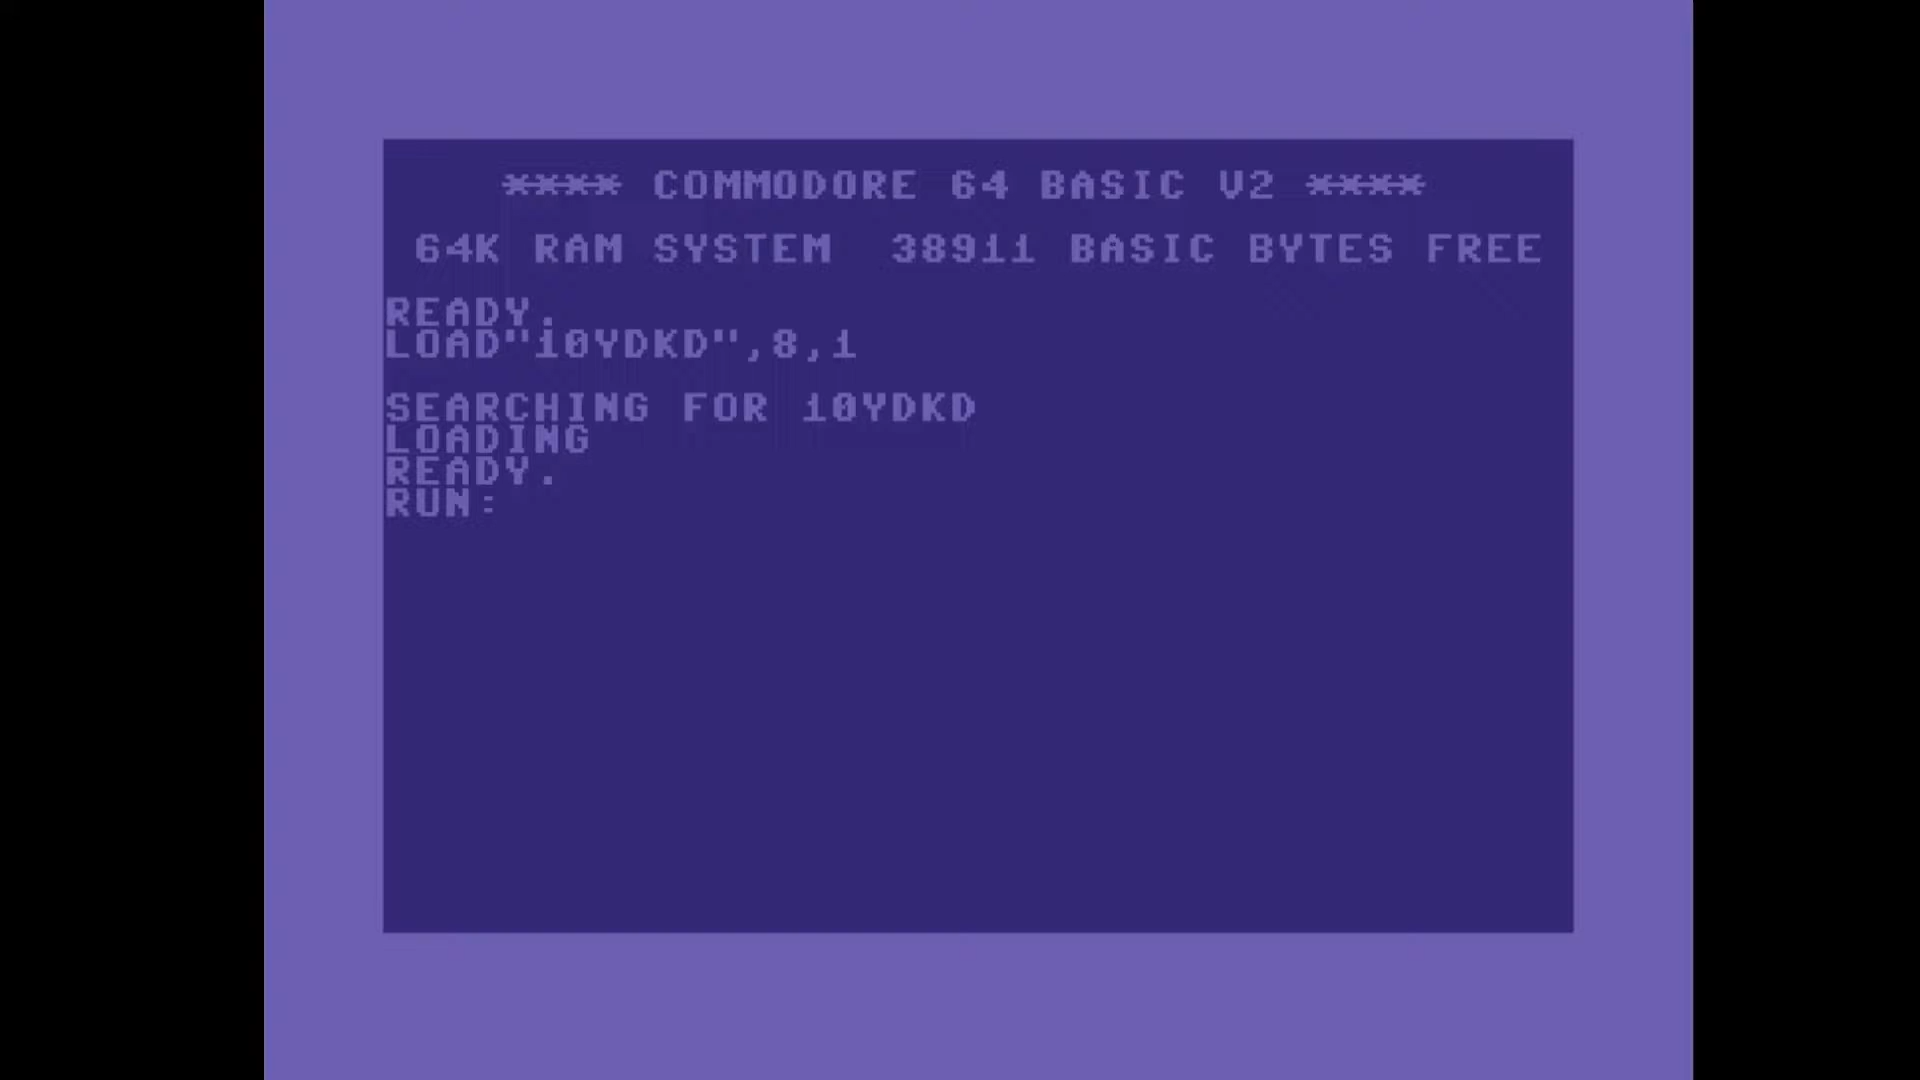 **** COMMODORE 64 BASIC V2 ****
64K RAM SYSTEM  38911 BASIC BYTES FREE
READY.
LOAD"10YDKD",8,1
SEARCHING FOR 10YDKD
LOADING
READY.
RUN: